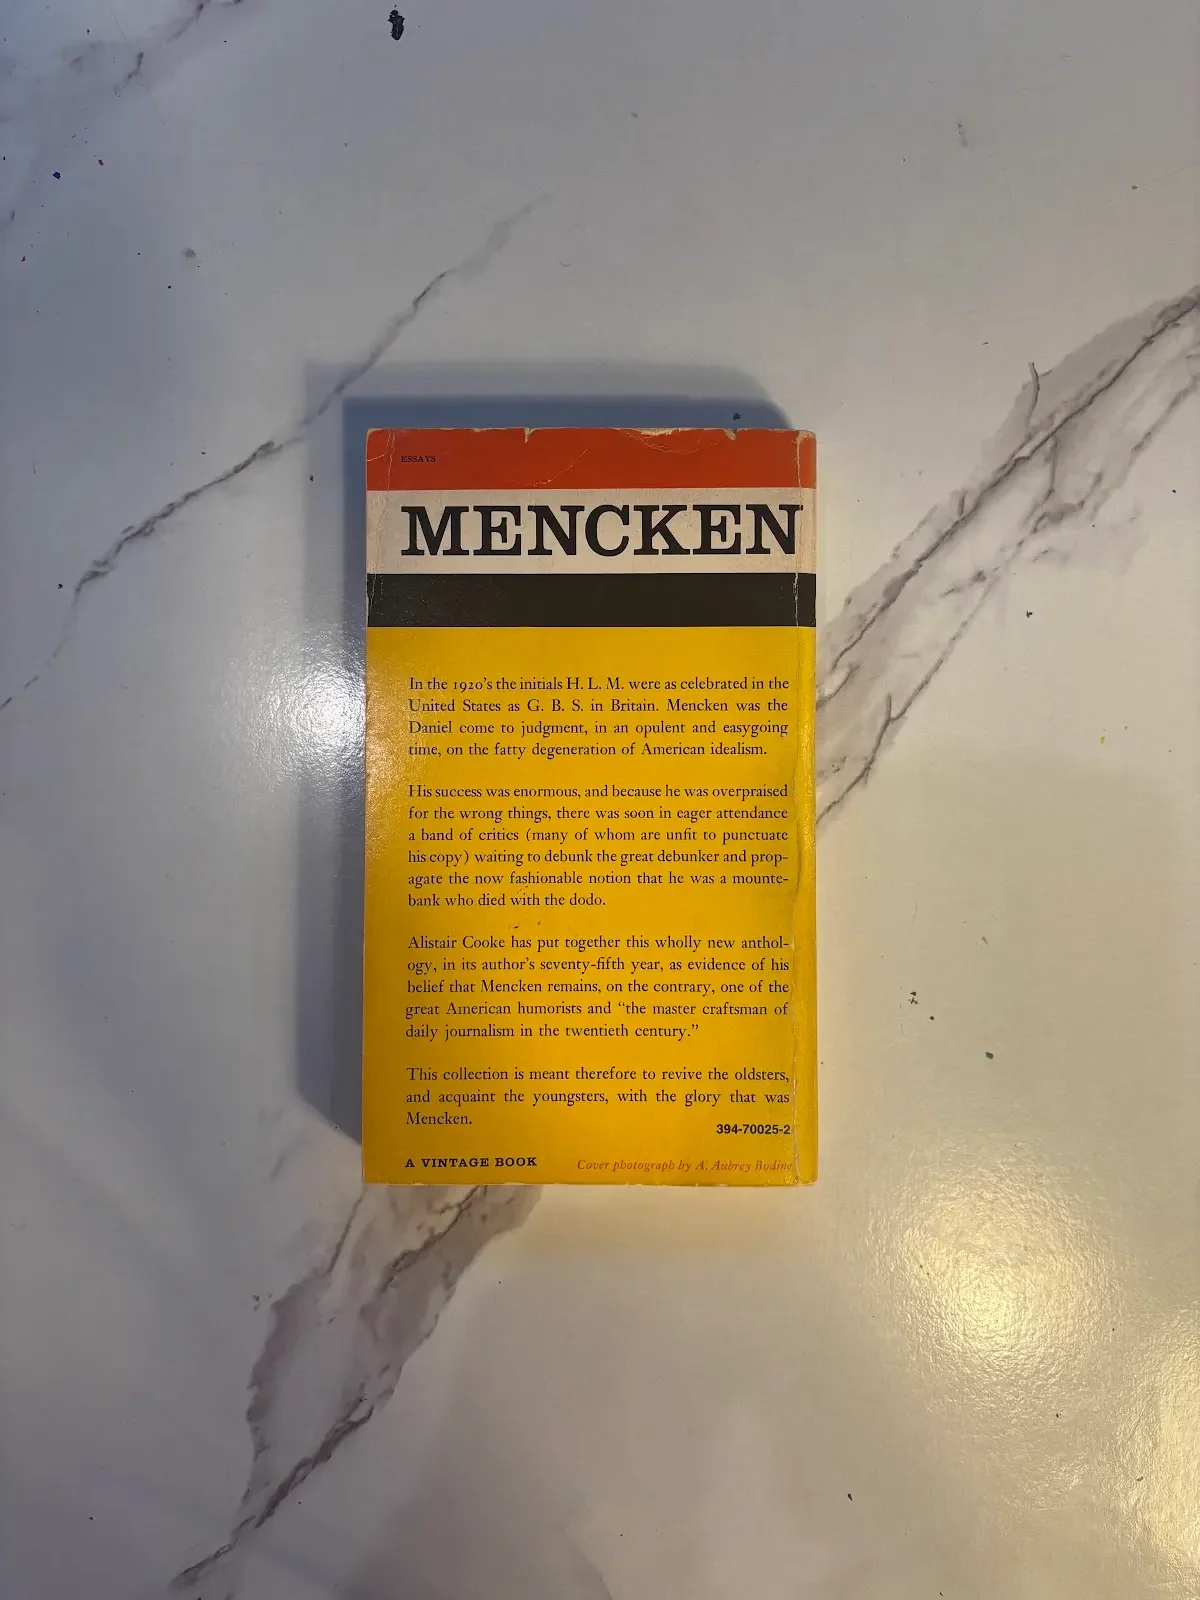 ESSAYS
MENCKEN
In the 1920's the initials H. L. M. were as celebrated in the
United States as G. B. S. in Britain. Mencken was the
Daniel come to judgment, in an opulent and easygoing
time, on the fatty degeneration of American idealism.
His success was enormous, and because he was overpraised
for the wrong things, there was soon in eager attendance
a band of critics (many of whom are unfit to punctuate
his copy) waiting to debunk the great debunker and prop-
agate the now fashionable notion that he was a mounte-
bank who died with the dodo.
Alistair Cooke has put together this wholly new anthol-
ogy, in its author's seventy-fifth year, as evidence of his
belief that Mencken remains, on the contrary, one of the
great American humorists and “the master craftsman of
daily journalism in the twentieth century.”
This collection is meant therefore to revive the oldsters,
and acquaint the youngsters, with the glory that was
Mencken.
394-70025-2
A VINTAGE BOOK Cover photograph by A. Aubrey Bodine